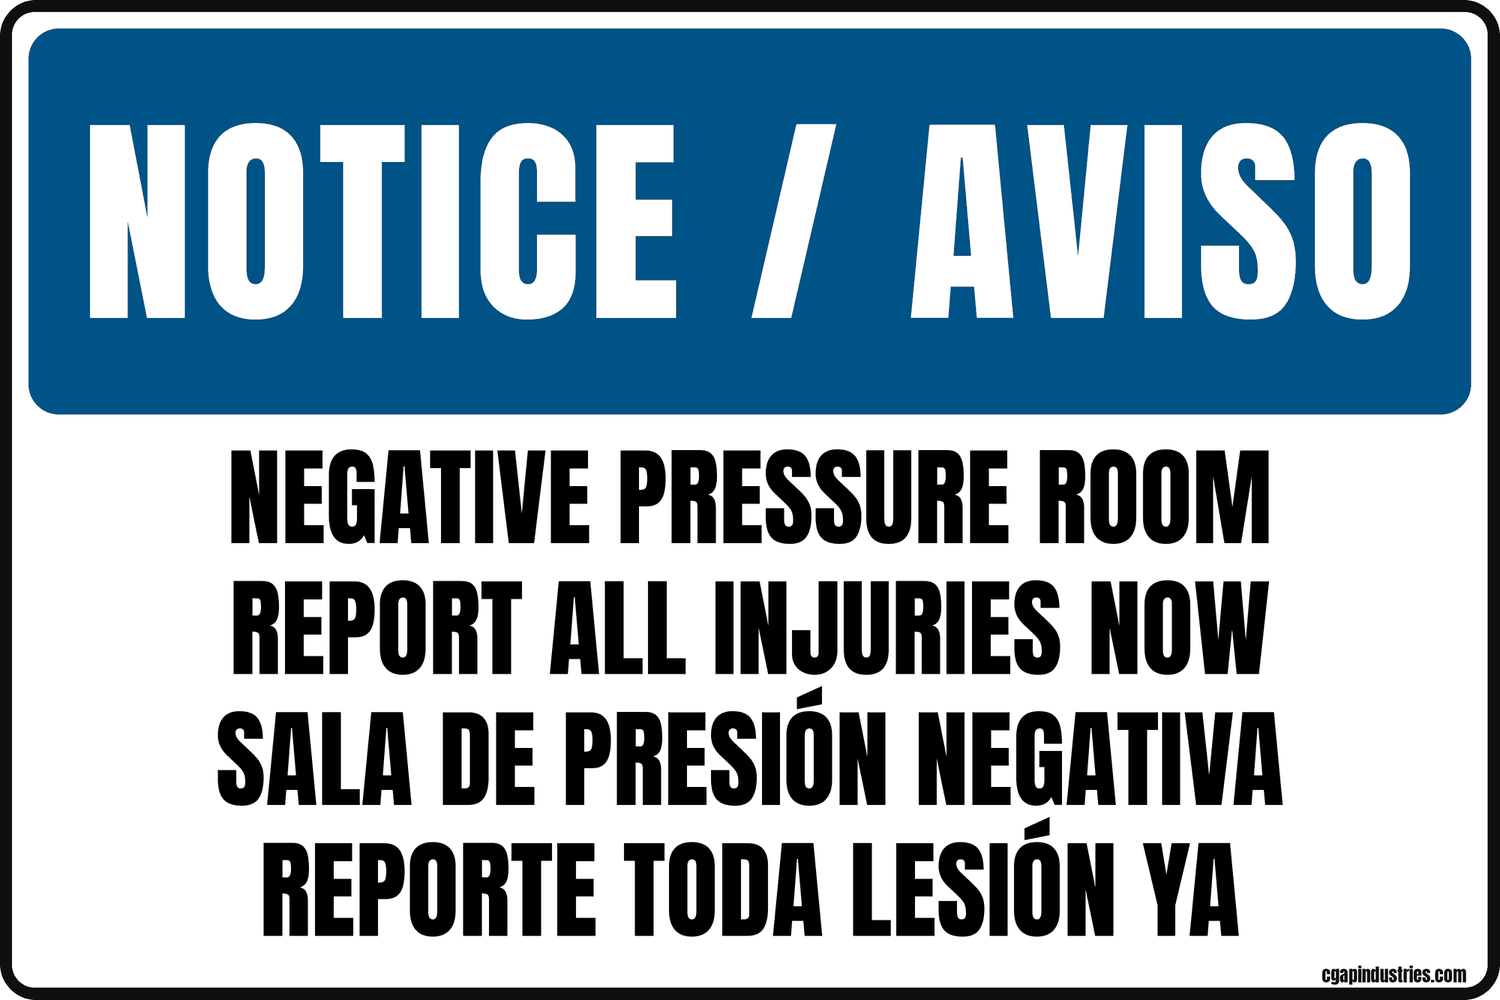 NOTICE / AVISO
NEGATIVE PRESSURE ROOM
REPORT ALL INJURIES NOW
SALA DE PRESIÓN NEGATIVA
REPORTE TODA LESIÓN YA
cgapindustries.com